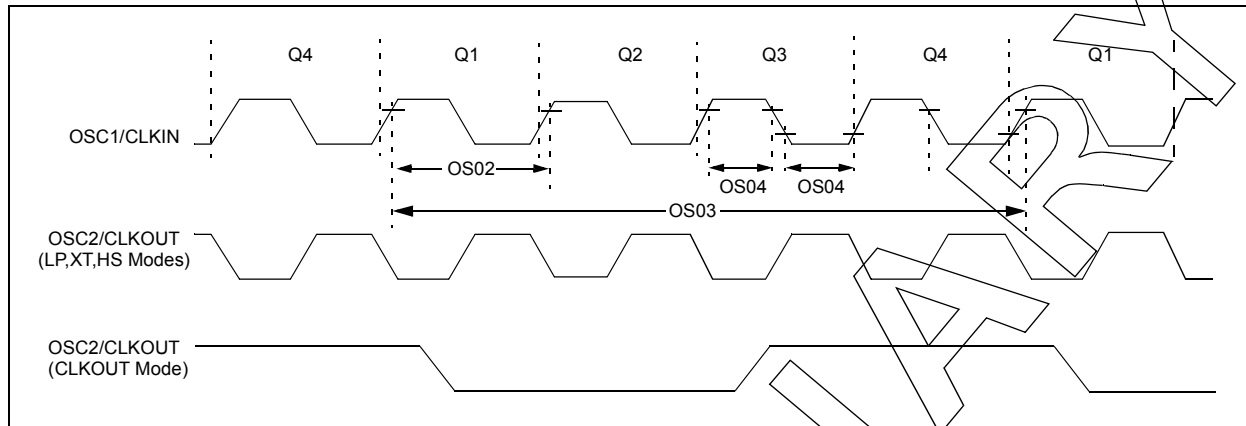 Q4 Q1 Q2 Q3 Q4 Q1
OSC1/CLKIN
OS02
OS04 OS04
OS03
OSC2/CLKOUT
(LP,XT,HS Modes)
OSC2/CLKOUT
(CLKOUT Mode)